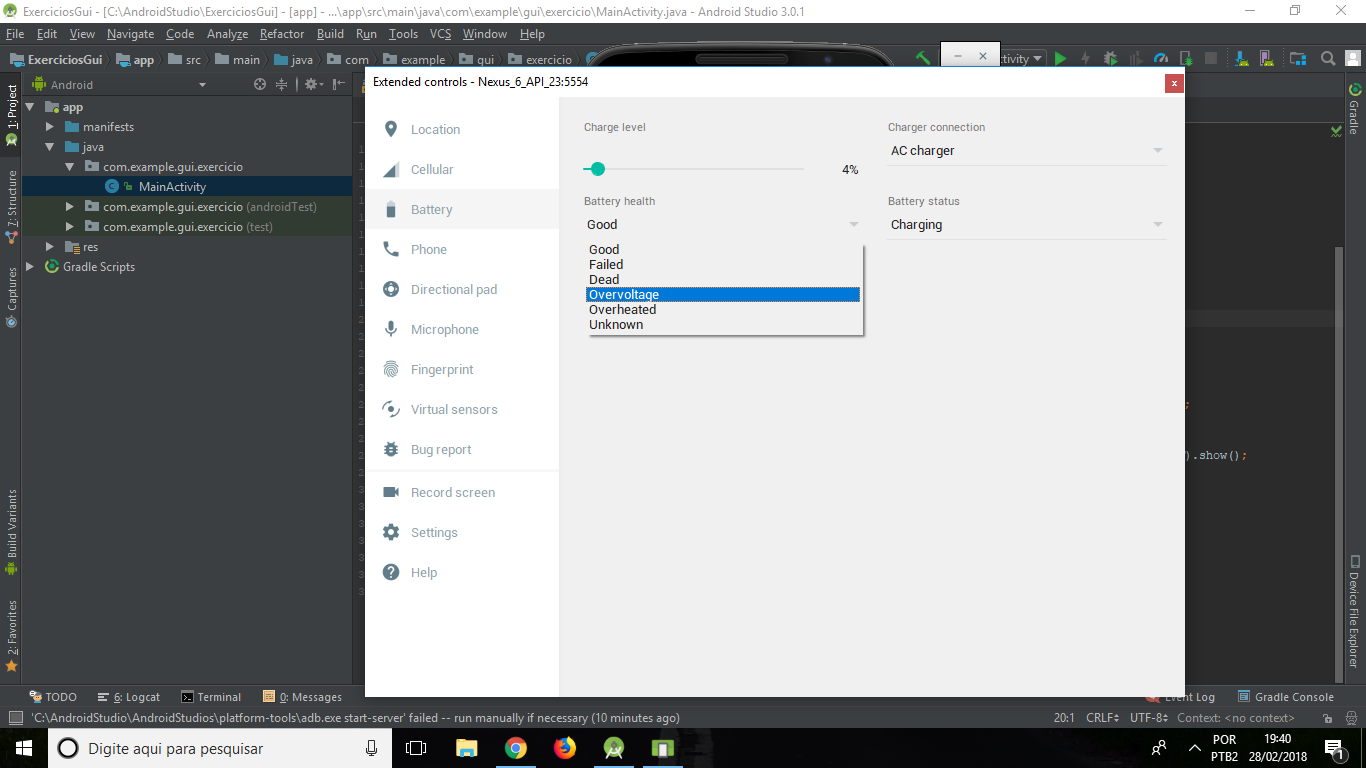 ExerciciosGui - [C:\AndroidStudio\ExerciciosGui] - [app] - ...\app\src\main\java\com\example\gui\exercicio\MainActivity.java - Android Studio 3.0.1
File Edit View Navigate Code Analyze Refactor Build Run Tools VCS Window Help
ExerciciosGui app src main java com example gui exercicio
Extended controls - Nexus_6_API_23:5554
Android
1: Project
app
manifests
java
com.example.gui.exercicio
MainActivity
com.example.gui.exercicio (androidTest)
com.example.gui.exercicio (test)
res
Gradle Scripts
7: Structure
Captures
Build Variants
2: Favorites
Location
Cellular
Battery
Phone
Directional pad
Microphone
Fingerprint
Virtual sensors
Bug report
Record screen
Settings
Help
Charge level
4%
Charger connection
AC charger
Battery health
Good
Battery status
Charging
Good
Failed
Dead
Overvoltage
Overheated
Unknown
;
).show();
Gradle
Device File Explorer
TODO 6: Logcat Terminal 0: Messages Event Log Gradle Console
'C:\AndroidStudio\AndroidStudios\platform-tools\adb.exe start-server' failed -- run manually if necessary (10 minutes ago) 20:1 CRLF UTF-8 Context: <no context>
Digite aqui para pesquisar
POR
PTB2
19:40
28/02/2018
1